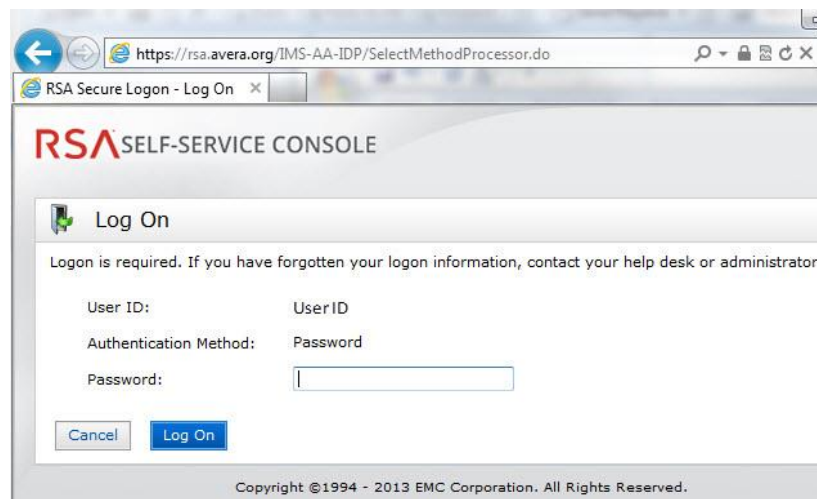 https://rsa.avera.org/IMS-AA-IDP/SelectMethodProcessor.do
RSA Secure Logon - Log On
RSA SELF-SERVICE CONSOLE
Log On
Logon is required. If you have forgotten your logon information, contact your help desk or administrator
User ID: UserID
Authentication Method: Password
Password:
Cancel Log On
Copyright ©1994 - 2013 EMC Corporation. All Rights Reserved.